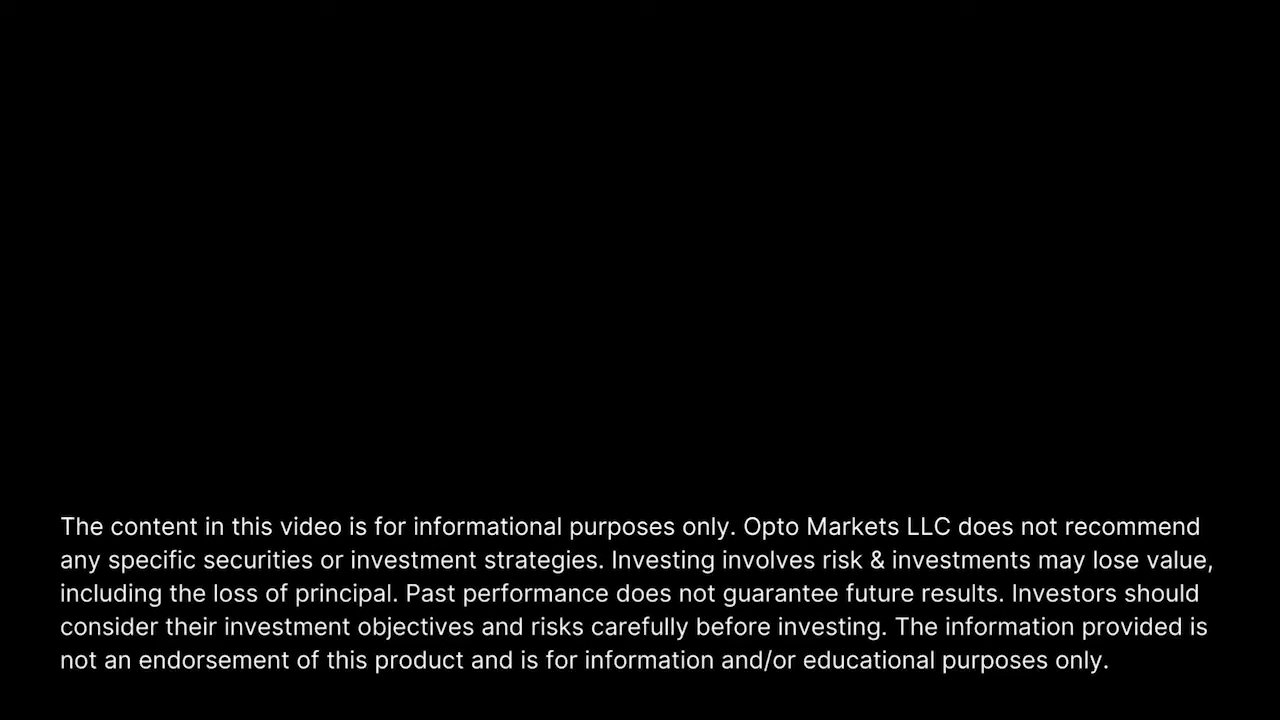 The content in this video is for informational purposes only. Opto Markets LLC does not recommend
any specific securities or investment strategies. Investing involves risk & investments may lose value,
including the loss of principal. Past performance does not guarantee future results. Investors should
consider their investment objectives and risks carefully before investing. The information provided is
not an endorsement of this product and is for information and/or educational purposes only.